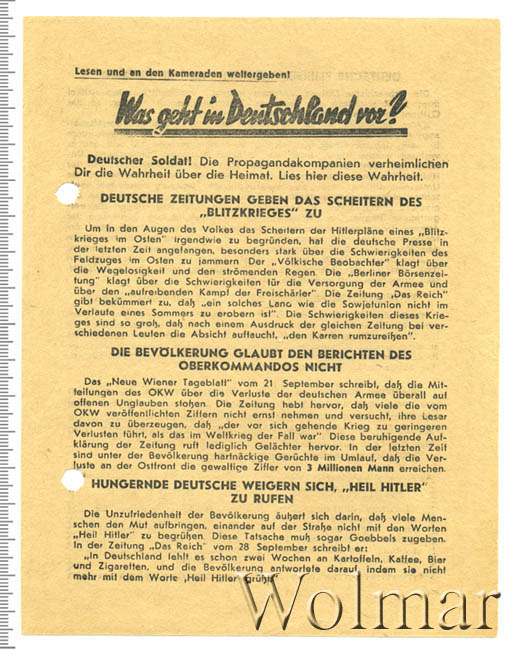 Lesen und an den Kameraden weitergeben!
Was geht in Deutschland vor?
Deutscher Soldat! Die Propagandakompanien verheimlichen
Dir die Wahrheit über die Heimat. Lies hier diese Wahrheit.
DEUTSCHE ZEITUNGEN GEBEN DAS SCHEITERN DES
„BLITZKRIEGES" ZU
Um in den Augen des Volkes das Scheitern der Hitlerpläne eines „Blitz-
krieges im Osten" irgendwie zu begründen, hat die deutsche Presse in
der letzten Zeit angefangen, besonders stark über die Schwierigkeiten des
Feldzuges im Osten zu jammern. Der „Völkische Beobachter" klagt über
die Wegelosigkeit und den strömenden Regen. Die „Berliner Börsenzei-
tung" klagt über die Schwierigkeiten für die Versorgung der Armee und
über den „aufreibenden Kampf der Freischärler". Die Zeitung „Das Reich"
gibt bekümmert zu, daß „ein solches Land wie die Sowjetunion nicht im
Verlaufe eines Sommers zu erobern ist". Die Schwierigkeiten dieses Krie-
ges sind so groß, daß nach einem Ausdruck der gleichen Zeitung bei ver-
schiedenen Leuten die Absicht auftaucht, „den Karren rumzureißen".
DIE BEVÖLKERUNG GLAUBT DEN BERICHTEN DES
OBERKOMMANDOS NICHT
Das „Neue Wiener Tageblatt" vom 21 September schreibt, daß die Mit-
teilungen des OKW über die Verluste der deutschen Armee überall auf
offenen Unglauben stoßen. Die Zeitung hebt hervor, daß viele die vom
OKW veröffentlichten Ziffern nicht ernst nehmen und versucht, ihre Leser
davon zu überzeugen, daß „der vor sich gehende Krieg zu geringeren
Verlusten führt, als das im Weltkrieg der Fall war" Diese beruhigende Auf-
klärung der Zeitung ruft lediglich Gelächter hervor. In der letzten Zeit
sind unter der Bevölkerung hartnäckige Gerüchte im Umlauf, daß die Ver-
luste an der Ostfront die gewaltige Ziffer von 3 Millionen Mann erreichen.
HUNGERNDE DEUTSCHE WEIGERN SICH, „HEIL HITLER"
ZU RUFEN
Die Unzufriedenheit der Bevölkerung äußert sich darin, daß viele Men-
schen den Mut aufbringen, einander auf der Straße nicht mit den Worten
„Heil Hitler" zu begrüßen. Diese Tatsache muß sogar Goebbels zugeben.
In der Zeitung „Das Reich" vom 28 September schreibt er:
„In Deutschland fehlt es schon zwei Wochen an Kartoffeln, Kaffee, Bier
und Zigaretten, und die Bevölkerung antwortete darauf, indem sie nicht
mehr mit dem Worte ‚Heil Hitler' grüßt."
Wolmar